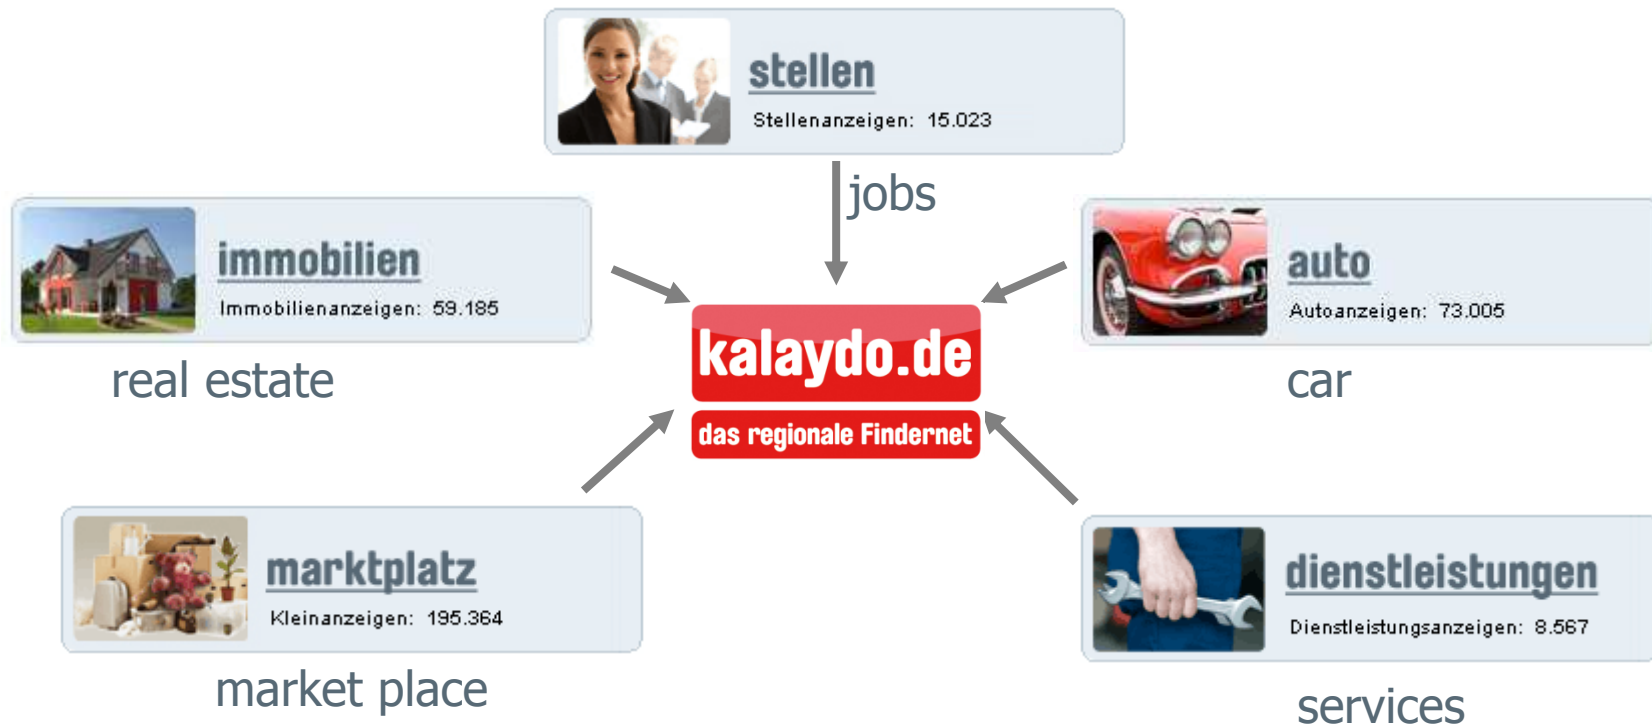 stellen
Stellenanzeigen: 15.023
jobs
immobilien
Immobilienanzeigen: 59.185
real estate
auto
Autoanzeigen: 73.005
car
kalaydo.de
das regionale Findernet
marktplatz
Kleinanzeigen: 195.364
market place
dienstleistungen
Dienstleistungsanzeigen: 8.567
services